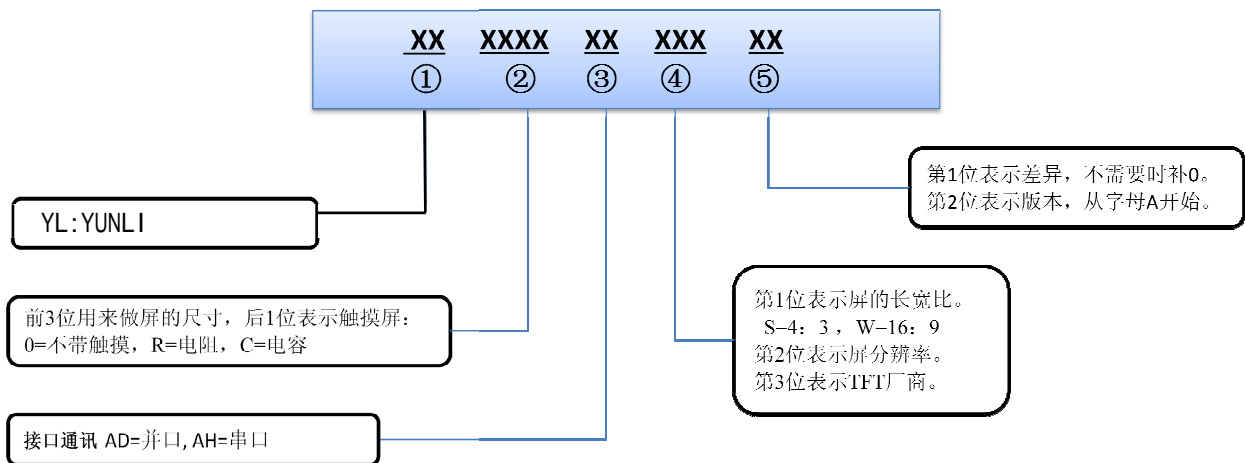 XX XXXX XX XXX XX
① ② ③ ④ ⑤
第1位表示差异，不需要时补0。
第2位表示版本，从字母A开始。
YL:YUNLI
第1位表示屏的长宽比。
S–4：3 ，W–16：9
第2位表示屏分辨率。
第3位表示TFT厂商。
前3位用来做屏的尺寸，后1位表示触摸屏：
0=不带触摸，R=电阻，C=电容
接口通讯 AD=并口, AH=串口